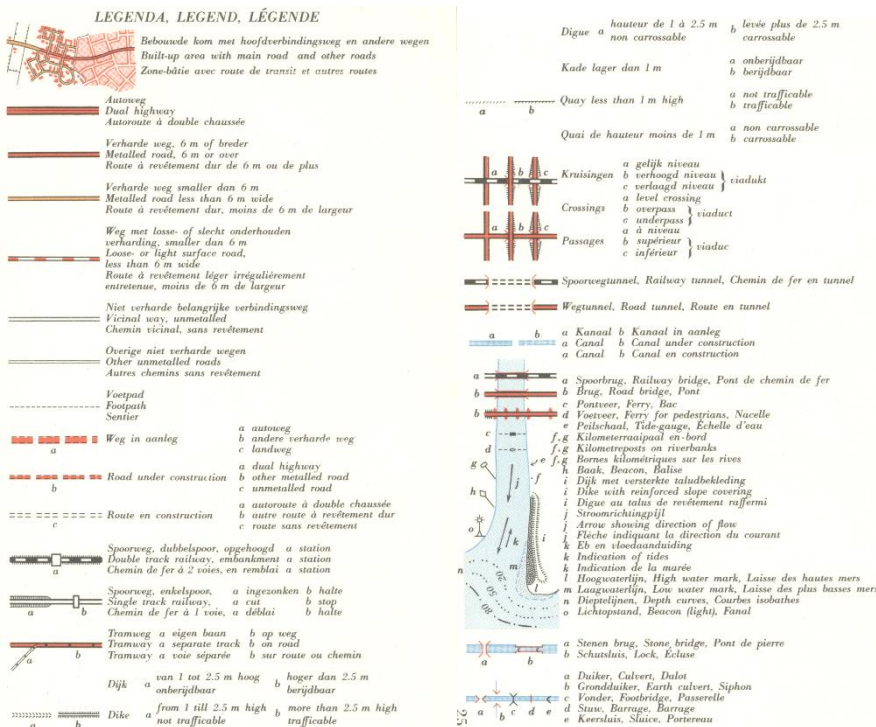 LEGENDA, LEGEND, LÉGENDE
Bebouwde kom met hoofdverbindingsweg en andere wegen
Built-up area with main road and other roads
Zone-bâtie avec route de transit et autres routes
Autoweg
Dual highway
Autoroute à double chaussée
Verharde weg, 6 m of breder
Metalled road, 6 m or over
Route à revêtement dur de 6 m ou de plus
Verharde weg smaller dan 6 m
Metalled road less than 6 m wide
Route à revêtement dur, moins de 6 m de largeur
Weg met losse- of slecht onderhouden
verharding, smaller dan 6 m
Loose- or light surface road,
less than 6 m wide
Route à revêtement léger irrégulièrement
entretenue, moins de 6 m de largeur
Niet verharde belangrijke verbindingsweg
Vicinal way, unmetalled
Chemin vicinal, sans revêtement
Overige niet verharde wegen
Other unmetalled roads
Autres chemins sans revêtement
Voetpad
Footpath
Sentier
a autoweg
Weg in aanleg b andere verharde weg
a c landweg
a dual highway
Road under construction b other metalled road
b c unmetalled road
a autoroute à double chaussée
Route en construction b autre route à revêtement dur
c c route sans revêtement
Spoorweg, dubbelspoor, opgehoogd a station
Double track railway, embankment a station
a Chemin de fer à 2 voies, en remblai a station
Spoorweg, enkelspoor, a ingezonken b halte
Single track railway, a cut b stop
a b Chemin de fer à 1 voie, a déblai b halte
Tramweg a eigen baan b op weg
Tramway a separate track b on road
a b Tramway a voie séparée b sur route ou chemin
Dijk a van 1 tot 2.5 m hoog onberijdbaar b hoger dan 2.5 m berijdbaar
a b Dike a from 1 till 2.5 m high not trafficable b more than 2.5 m high trafficable
Digue a hauteur de 1 à 2.5 m non carrossable b levée plus de 2.5 m carrossable
Kade lager dan 1 m a onberijdbaar
b berijdbaar
Quay less than 1 m high a not trafficable
a b b trafficable
Quai de hauteur moins de 1 m a non carrossable
b carrossable
a gelijk niveau
a b c Kruisingen b verhoogd niveau } viadukt
c verlaagd niveau
a level crossing
Crossings b overpass } viaduct
c underpass
a b c a à niveau
Passages b supérieur } viaduc
c inférieur
Spoorwegtunnel, Railway tunnel, Chemin de fer en tunnel
Wegtunnel, Road tunnel, Route en tunnel
a b a Kanaal b Kanaal in aanleg
a Canal b Canal under construction
a Canal b Canal en construction
a a Spoorbrug, Railway bridge, Pont de chemin de fer
b b Brug, Road bridge, Pont
c Pontveer, Ferry, Bac
b d Voetveer, Ferry for pedestrians, Nacelle
e Peilschaal, Tide-gauge, Échelle d'eau
c f,g f,g Kilometerraaipaal en-bord
d f,g f,g Kilometreposts on riverbanks
e f,g f,g Bornes kilométriques sur les rives
g f h Baak, Beacon, Balise
j i Dijk met versterkte taludbekleding
h i Dike with reinforced slope covering
i Digue au talus de revêtement raffermi
j Stroomrichtingpijl
o i j Arrow showing direction of flow
j Flèche indiquant la direction du courant
k k Eb en vloedaanduiding
k Indication of tides
m k Indication de la marée
n l l Hoogwaterlijn, High water mark, Laisse des hautes mers
m Laagwaterlijn, Low water mark, Laisse des plus basses mers
n Dieptelijnen, Depth curves, Courbes isobathes
o Lichtopstand, Beacon (light), Fanal
a Stenen brug, Stone bridge, Pont de pierre
a b b Schutsluis, Lock, Écluse
a Duiker, Culvert, Dalot
b Grondduiker, Earth culvert, Siphon
c Vonder, Footbridge, Passerelle
a b c d e d Stuw, Barrage, Barrage
e Keersluis, Sluice, Portereau
25